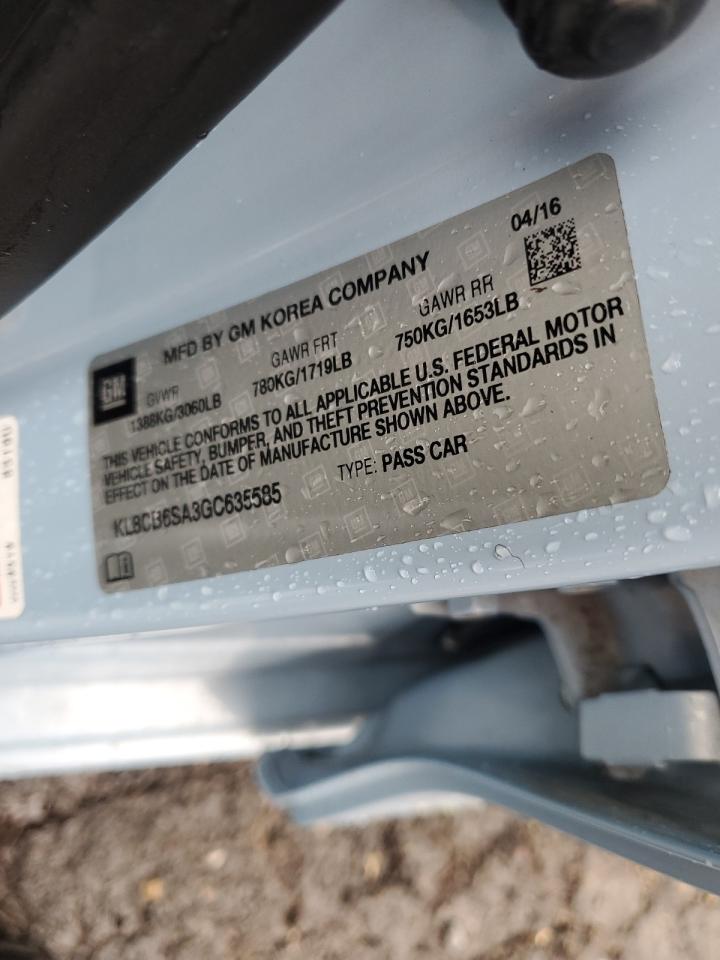 04/16
MFD BY GM KOREA COMPANY
GM
GVWR GAWR FRT GAWR RR
1388KG/3060LB 780KG/1719LB 750KG/1653LB
THIS VEHICLE CONFORMS TO ALL APPLICABLE U.S. FEDERAL MOTOR
VEHICLE SAFETY, BUMPER, AND THEFT PREVENTION STANDARDS IN
EFFECT ON THE DATE OF MANUFACTURE SHOWN ABOVE.
TYPE: PASS CAR
KL8CB6SA3GC635585